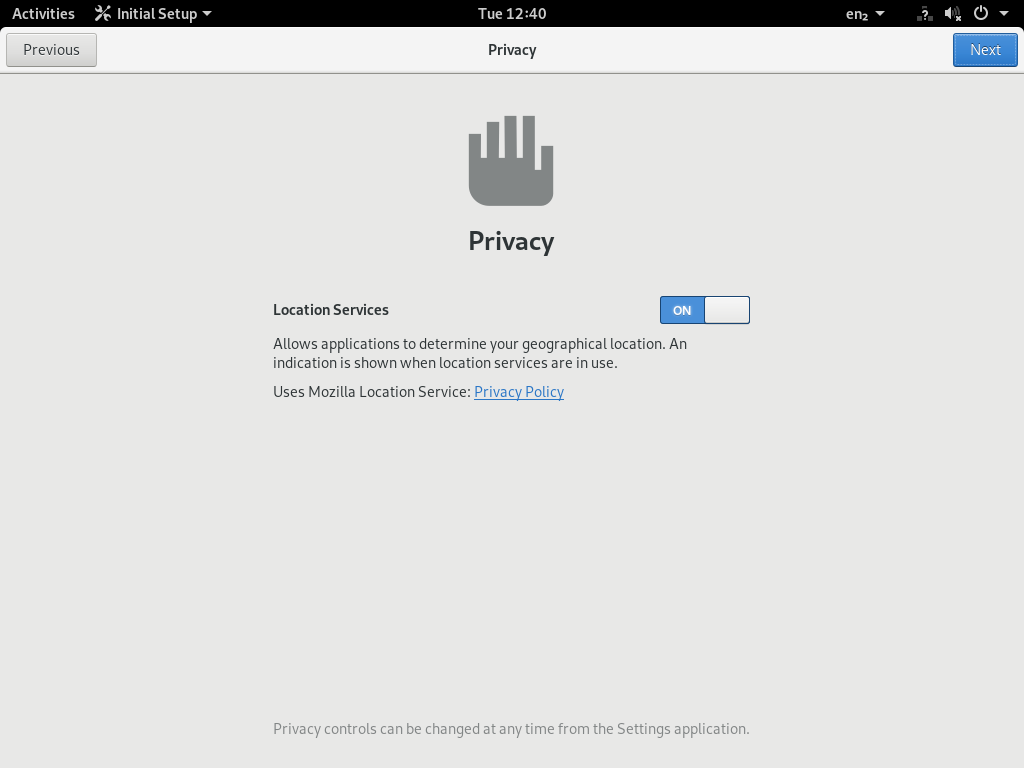 Activities Initial Setup Tue 12:40 en₂ ?
Previous Privacy Next
Privacy
Location Services ON
Allows applications to determine your geographical location. An
indication is shown when location services are in use.
Uses Mozilla Location Service: Privacy Policy
Privacy controls can be changed at any time from the Settings application.